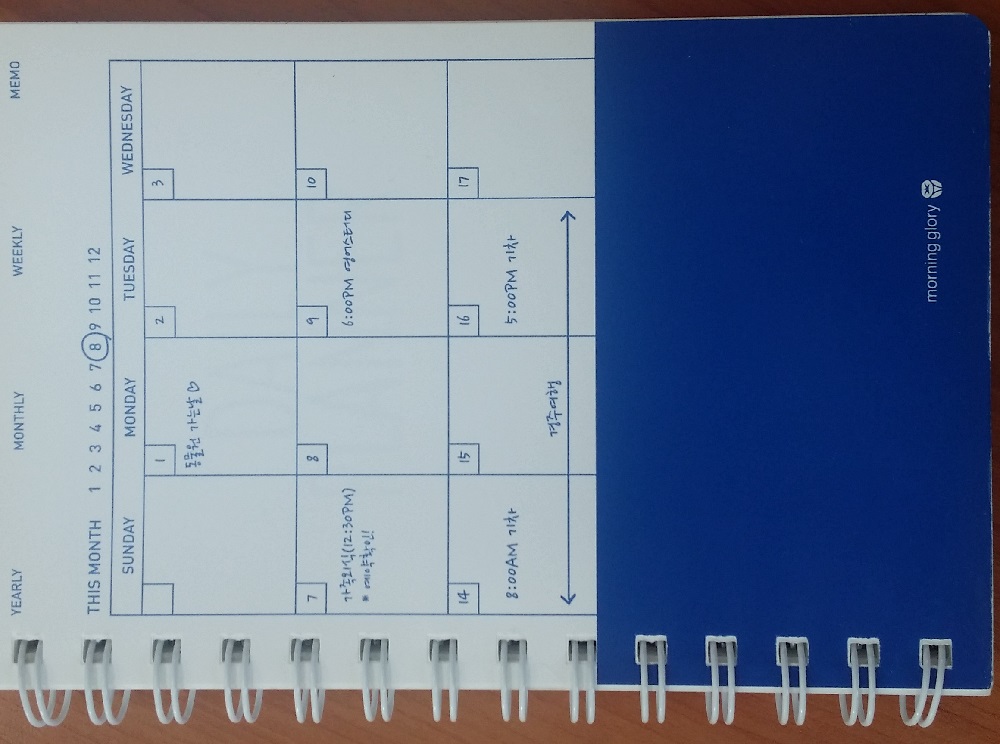 YEARLY MONTHLY WEEKLY MEMO
THIS MONTH 1 2 3 4 5 6 7 8 9 10 11 12
SUNDAY MONDAY TUESDAY WEDNESDAY
1 2 3
동물원 가는날♡
7 8 9 10
가족외식(12:30PM)
* 예약확인!
6:00PM 영어스터디
14 15 16 17
8:00AM 기차
5:00PM 기차
경주여행
morning glory